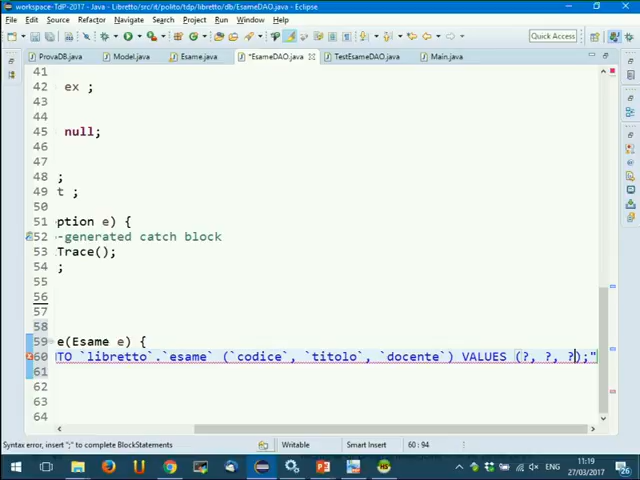 workspace-TdP-2017 - Java - Libretto/src/it/polito/tdp/libretto/db/EsameDAO.java - Eclipse
File Edit Source Refactor Navigate Search Project Run Window Help
Quick Access
ProvaDB.java Model.java Esame.java *EsameDAO.java TestEsameDAO.java Main.java
41
42 ex ;
43
44
45 null;
46
47
48 ;
49 t ;
50
51 ption e) {
52 -generated catch block
53 Trace();
54 ;
55
56
57
58
59 e(Esame e) {
60 NTO `libretto`.`esame` (`codice`, `titolo`, `docente`) VALUES (?, ?, ?);"
61
62
63
64
Syntax error, insert ";" to complete BlockStatements Writable Smart Insert 60 : 94
11:19
27/03/2017
26